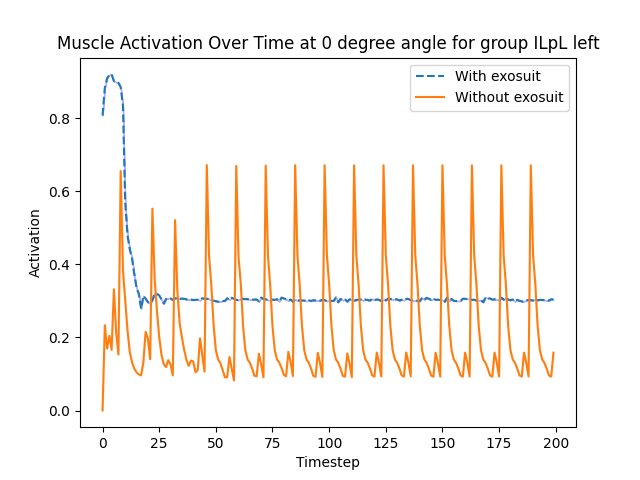 Muscle Activation Over Time at 0 degree angle for group ILpL left
With exosuit
Without exosuit
0.8
0.6
0.4
0.2
0.0
Activation
0 25 50 75 100 125 150 175 200
Timestep